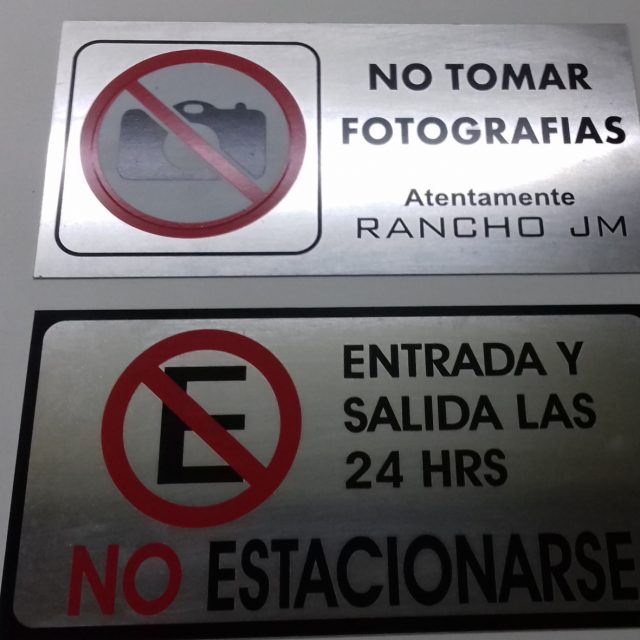 NO TOMAR
FOTOGRAFIAS
Atentamente
RANCHO JM
E
ENTRADA Y
SALIDA LAS
24 HRS
NO ESTACIONARSE